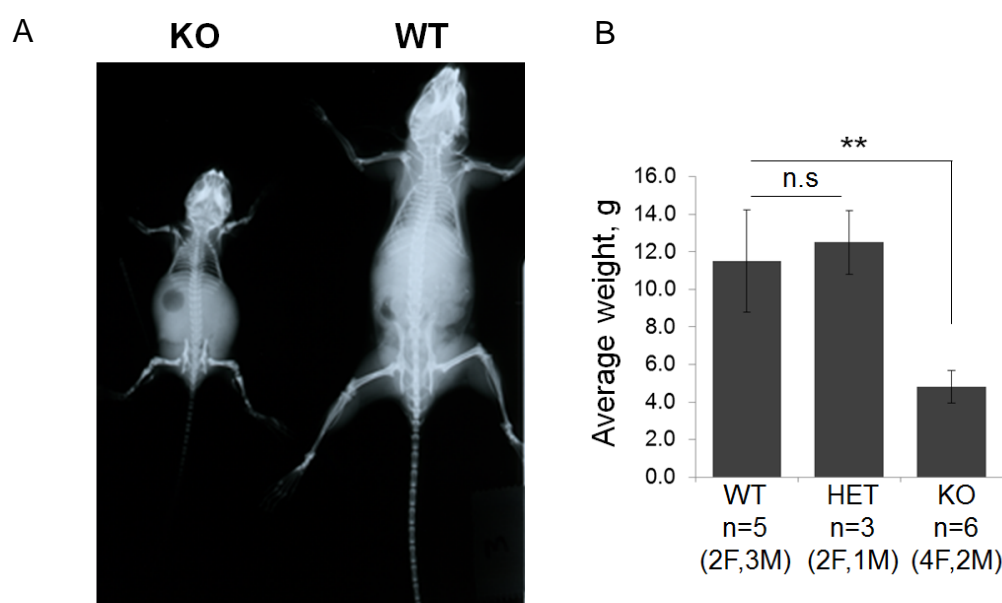 A
KO
WT
B
**
n.s
Average weight, g
16.0
14.0
12.0
10.0
8.0
6.0
4.0
2.0
0.0
WT
HET
KO
n=5
n=3
n=6
(2F,3M)
(2F,1M)
(4F,2M)